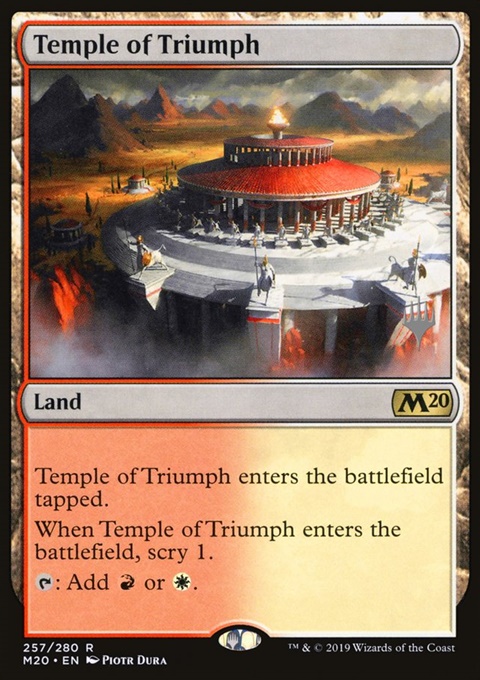 Temple of Triumph
Land
M20
Temple of Triumph enters the battlefield
tapped.
When Temple of Triumph enters the
battlefield, scry 1.
: Add or .
257/280 R
M20 • EN Piotr Dura
™ & © 2019 Wizards of the Coast